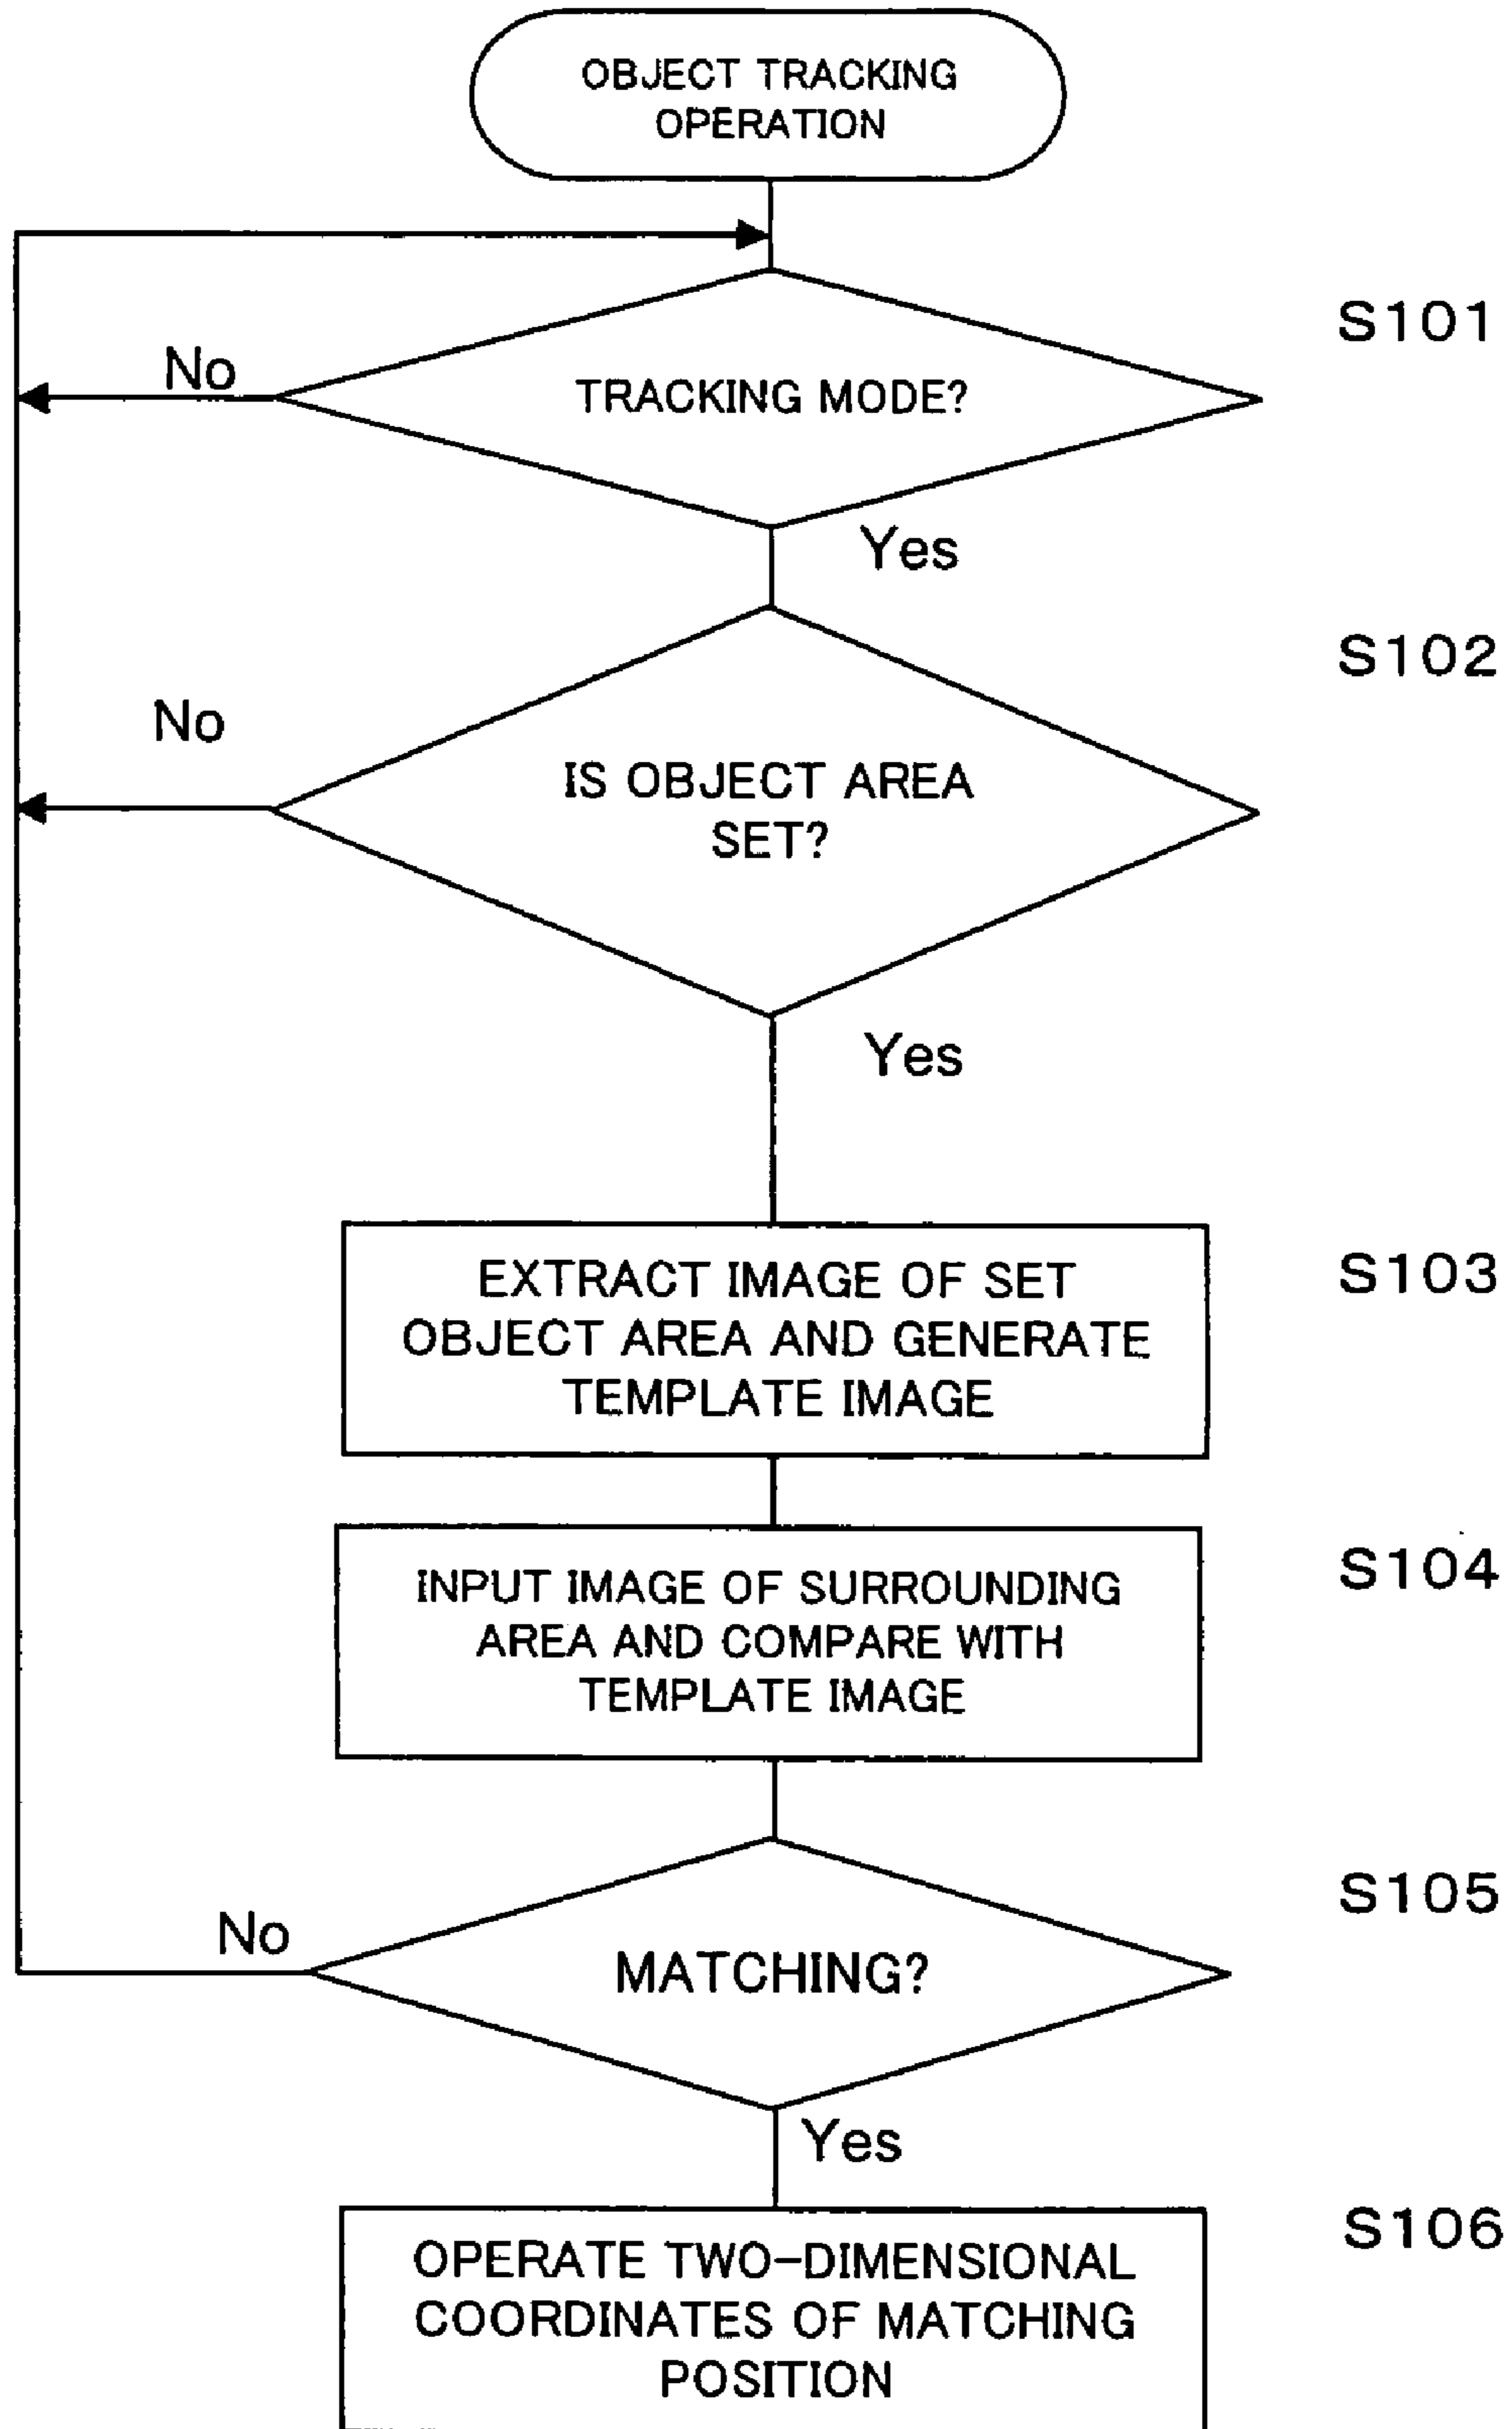 OBJECT TRACKING
OPERATION
S101
No
TRACKING MODE?
Yes
S102
No
IS OBJECT AREA
SET?
Yes
S103
EXTRACT IMAGE OF SET
OBJECT AREA AND GENERATE
TEMPLATE IMAGE
S104
INPUT IMAGE OF SURROUNDING
AREA AND COMPARE WITH
TEMPLATE IMAGE
S105
No
MATCHING?
Yes
S106
OPERATE TWO-DIMENSIONAL
COORDINATES OF MATCHING
POSITION